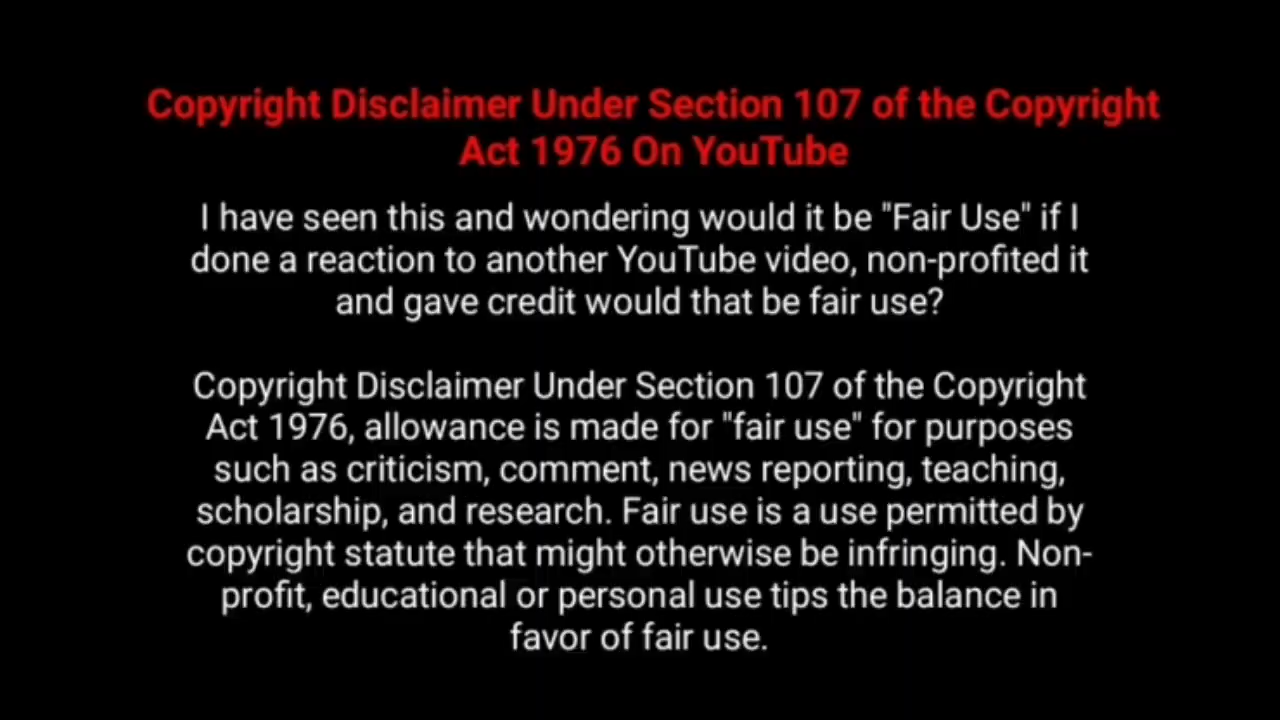 Copyright Disclaimer Under Section 107 of the Copyright
Act 1976 On YouTube
I have seen this and wondering would it be "Fair Use" if I
done a reaction to another YouTube video, non-profited it
and gave credit would that be fair use?
Copyright Disclaimer Under Section 107 of the Copyright
Act 1976, allowance is made for "fair use" for purposes
such as criticism, comment, news reporting, teaching,
scholarship, and research. Fair use is a use permitted by
copyright statute that might otherwise be infringing. Non-
profit, educational or personal use tips the balance in
favor of fair use.